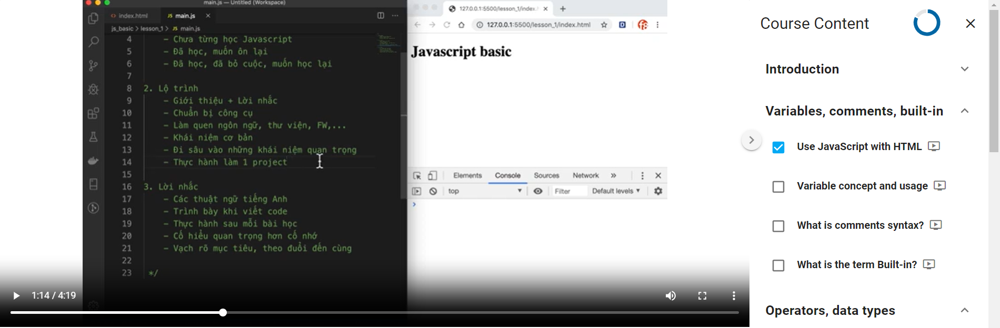 main.js — Untitled (Workspace)
index.html
JS main.js
js_basic > lesson_1 > JS main.js
4 - Chưa từng học Javascript
5 - Đã học, muốn ôn lại
6 - Đã học, đã bỏ cuộc, muốn học lại
7
8 2. Lộ trình
9 - Giới thiệu + Lời nhắc
10 - Chuẩn bị công cụ
11 - Làm quen ngôn ngữ, thư viện, FW,...
12 - Khái niệm cơ bản
13 - Đi sâu vào những khái niệm quan trọng
14 - Thực hành làm 1 project
15
16 3. Lời nhắc
17 - Các thuật ngữ tiếng Anh
18 - Trình bày khi viết code
19 - Thực hành sau mỗi bài học
20 - Cố hiểu quan trọng hơn cố nhớ
21 - Vạch rõ mục tiêu, theo đuổi đến cùng
22
23 */
1:14 / 4:19
127.0.0.1:5500/lesson_1/index.
127.0.0.1:5500/lesson_1/index.html
Javascript basic
Elements Console Sources Network »
top Filter Default levels
Course Content
Introduction
Variables, comments, built-in
Use JavaScript with HTML
Variable concept and usage
What is comments syntax?
What is the term Built-in?
Operators, data types